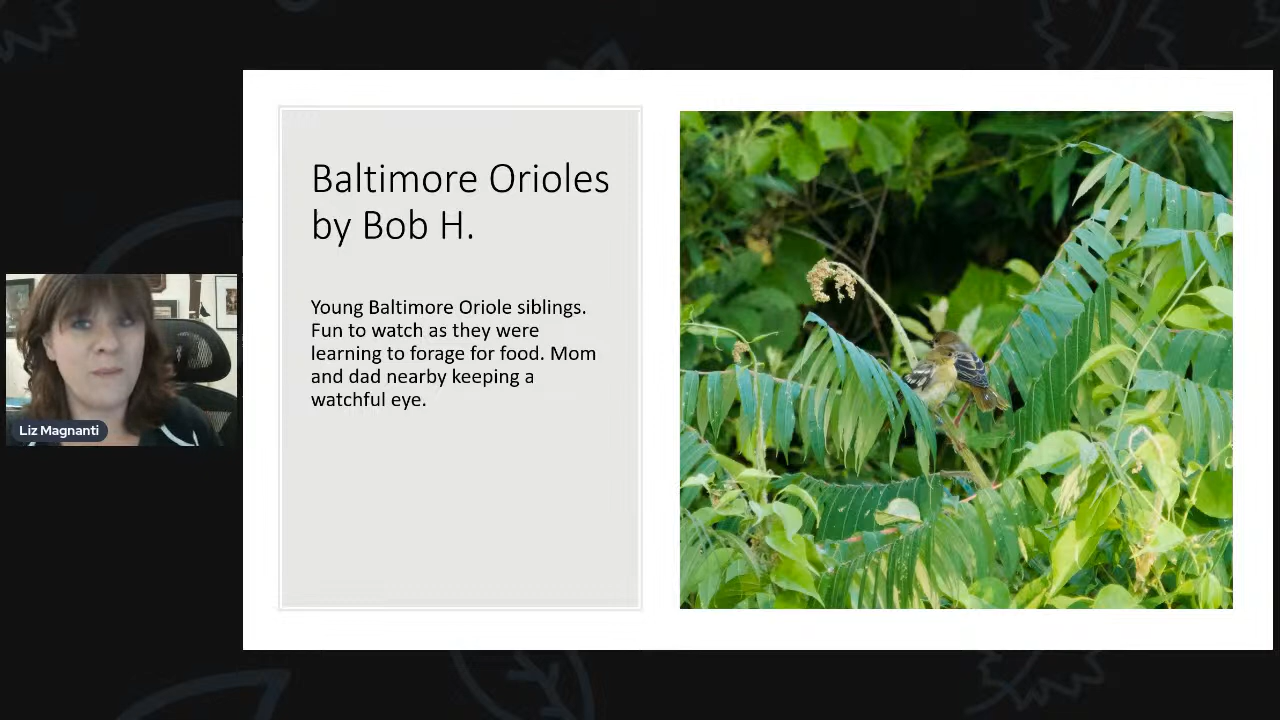 Baltimore Orioles
by Bob H.
Young Baltimore Oriole siblings.
Fun to watch as they were
learning to forage for food. Mom
and dad nearby keeping a
watchful eye.
Liz Magnanti